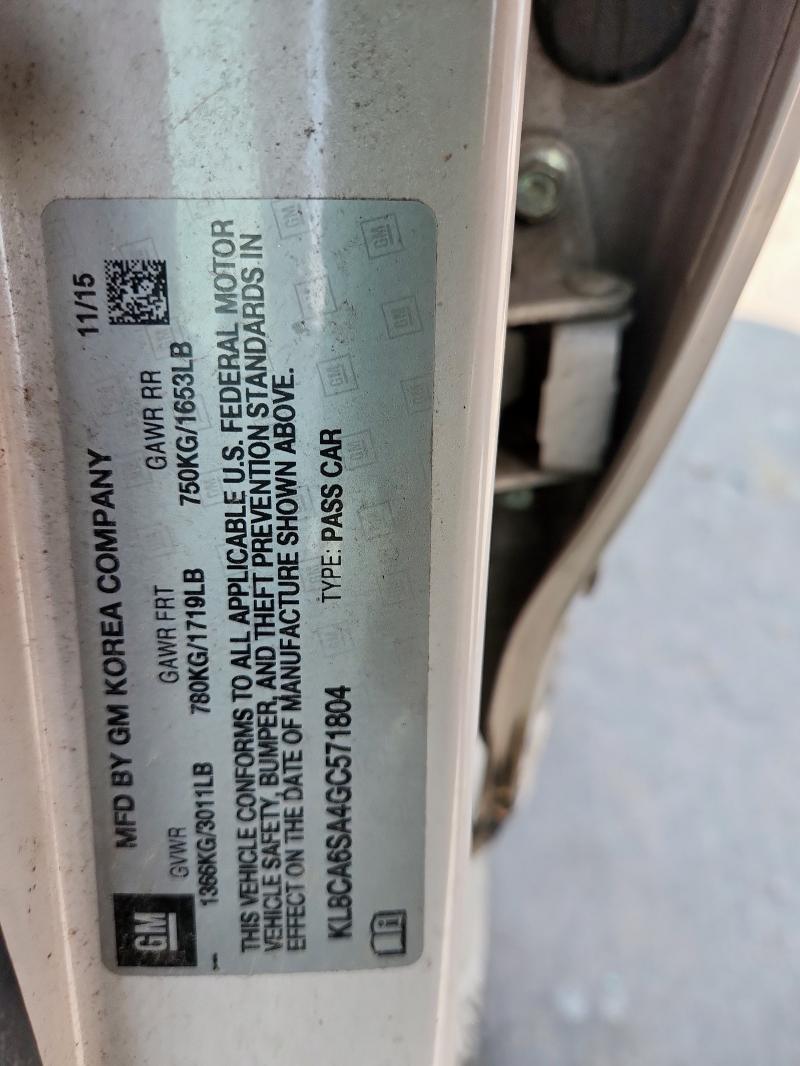 GM
MFD BY GM KOREA COMPANY
11/15
GVWR
GAWR FRT
GAWR RR
1366KG/3011LB
780KG/1719LB
750KG/1653LB
THIS VEHICLE CONFORMS TO ALL APPLICABLE U.S. FEDERAL MOTOR
VEHICLE SAFETY, BUMPER, AND THEFT PREVENTION STANDARDS IN
EFFECT ON THE DATE OF MANUFACTURE SHOWN ABOVE.
KL8CA6SA4GC571804
TYPE: PASS CAR